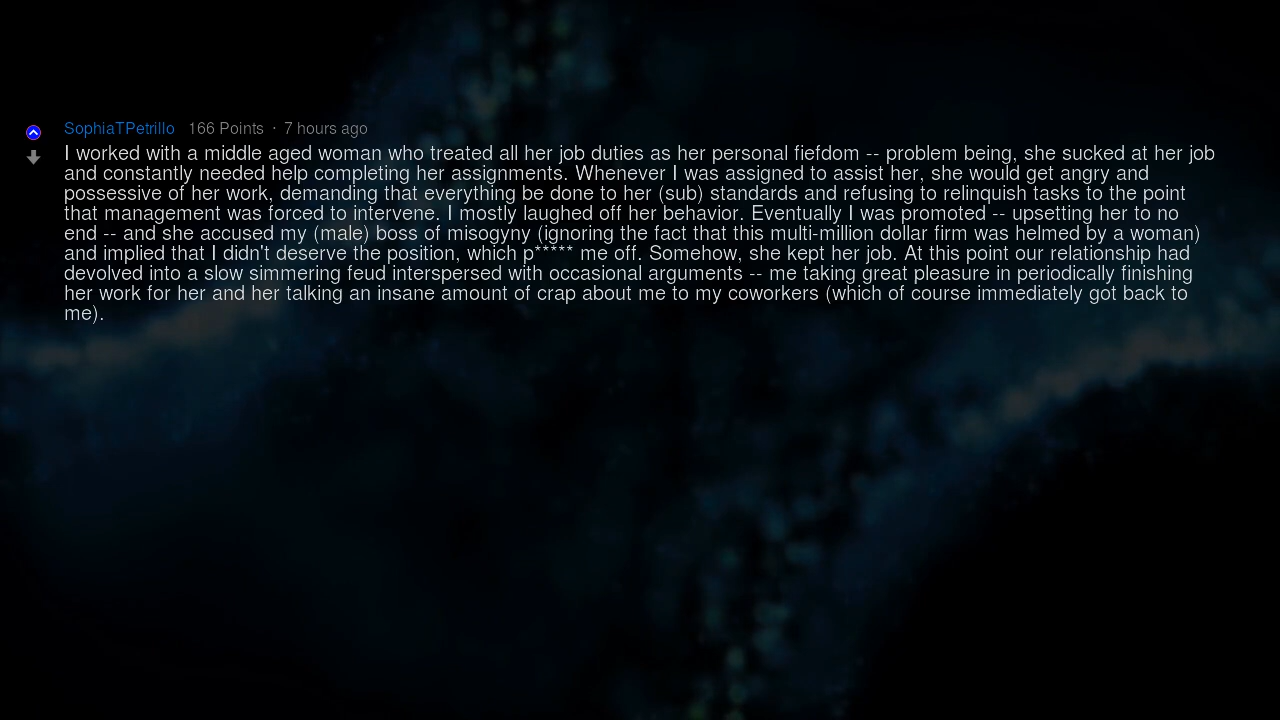 SophiaTPetrillo 166 Points · 7 hours ago
I worked with a middle aged woman who treated all her job duties as her personal fiefdom -- problem being, she sucked at her job
and constantly needed help completing her assignments. Whenever I was assigned to assist her, she would get angry and
possessive of her work, demanding that everything be done to her (sub) standards and refusing to relinquish tasks to the point
that management was forced to intervene. I mostly laughed off her behavior. Eventually I was promoted -- upsetting her to no
end -- and she accused my (male) boss of misogyny (ignoring the fact that this multi-million dollar firm was helmed by a woman)
and implied that I didn't deserve the position, which p***** me off. Somehow, she kept her job. At this point our relationship had
devolved into a slow simmering feud interspersed with occasional arguments -- me taking great pleasure in periodically finishing
her work for her and her talking an insane amount of crap about me to my coworkers (which of course immediately got back to
me).